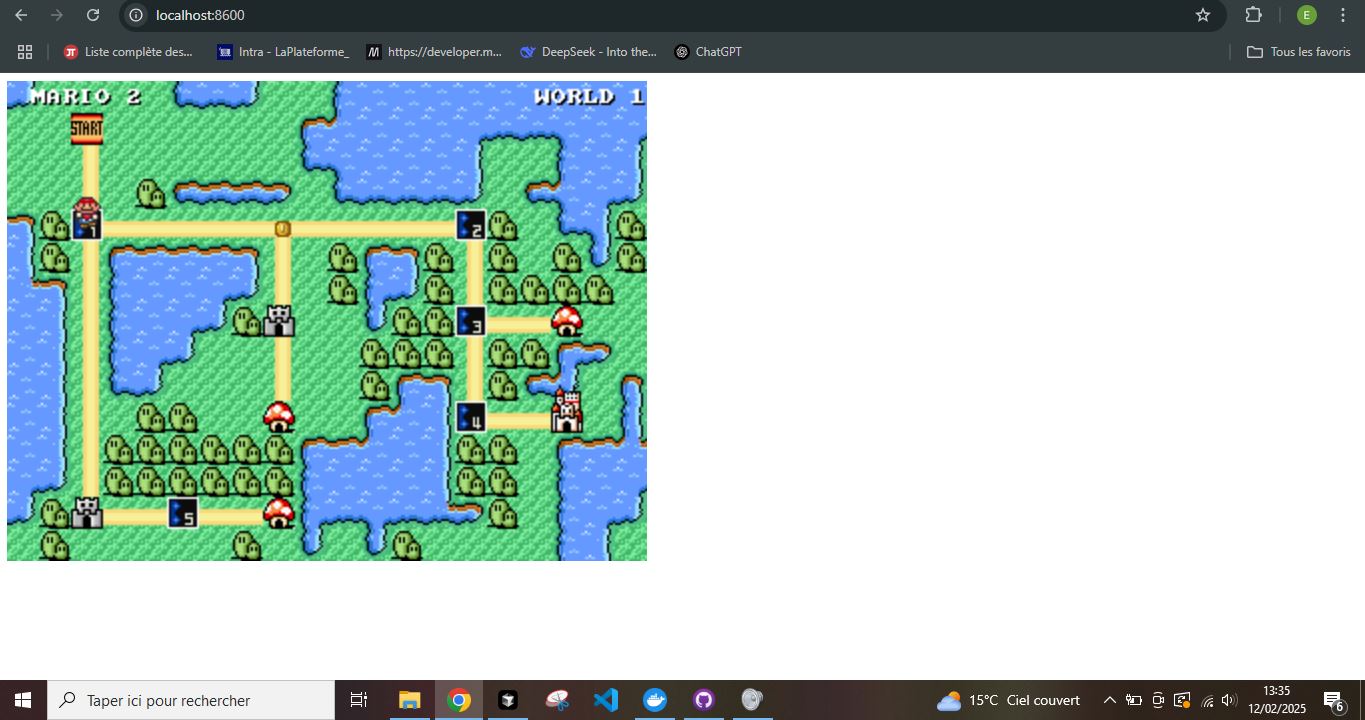 localhost:8600
E
Liste complète des...
Intra - LaPlateforme_
https://developer.m...
DeepSeek - Into the...
ChatGPT
Tous les favoris
MARIO 2
WORLD 1
START
1
2
3
4
5
Taper ici pour rechercher
15°C Ciel couvert
13:35
12/02/2025
6